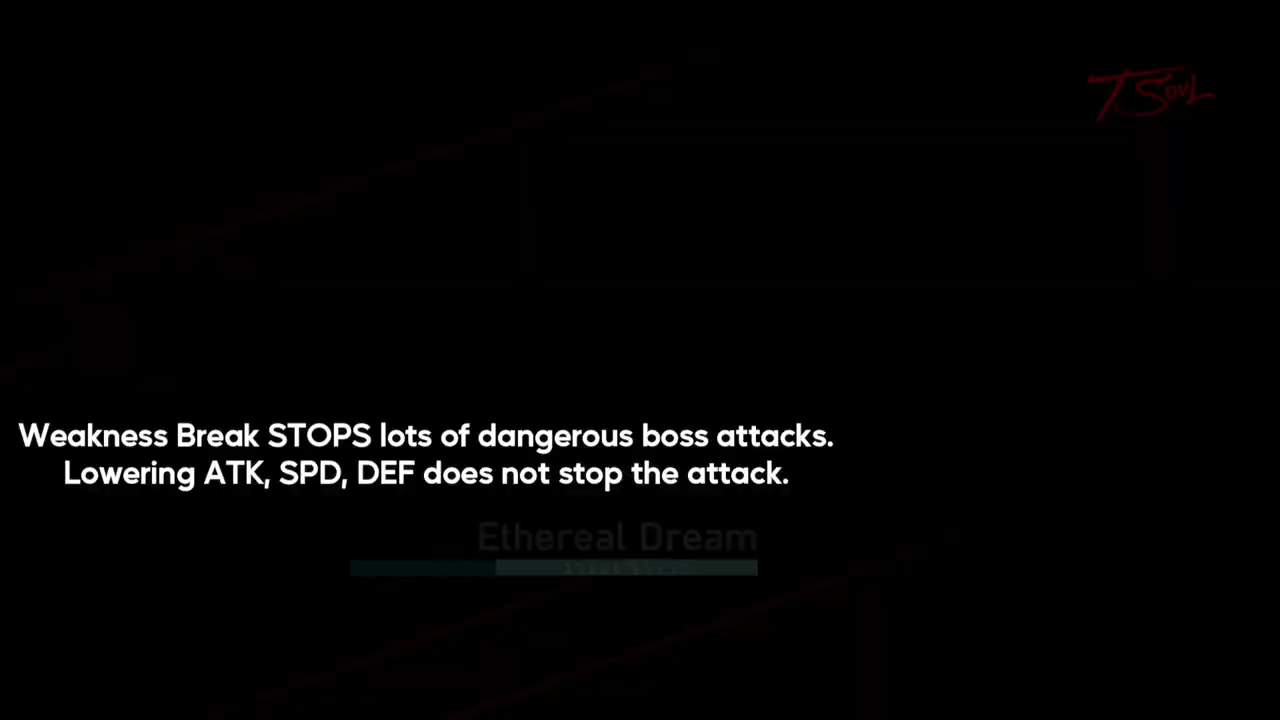 T. SOUL
Weakness Break STOPS lots of dangerous boss attacks.
Lowering ATK, SPD, DEF does not stop the attack.
Ethereal Dream